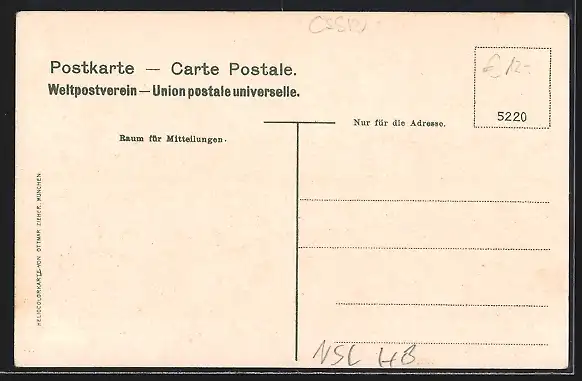 Postkarte — Carte Postale.
Weltpostverein — Union postale universelle.
€ 12-
5220
Nur für die Adresse.
Raum für Mitteilungen.
HELIOCOLORKARTE VON OTTMAR ZIEHER, MÜNCHEN
NSL HB